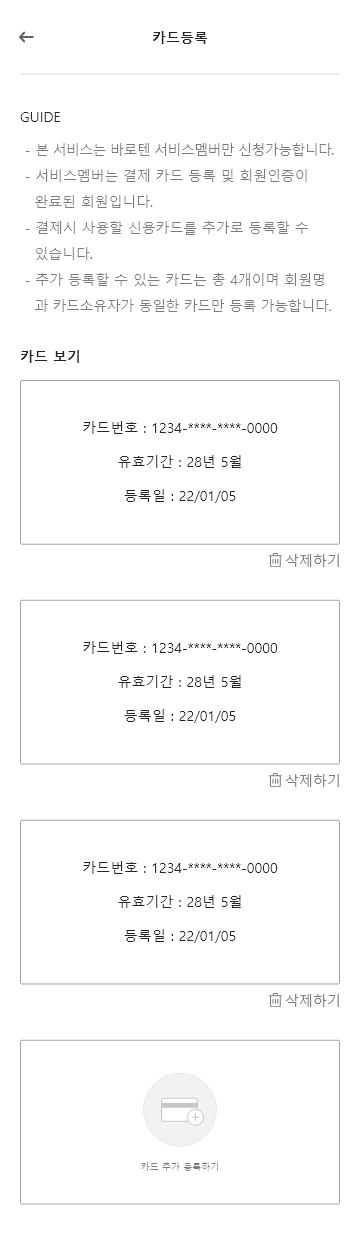 카드등록
GUIDE
- 본 서비스는 바로텐 서비스멤버만 신청가능합니다.
- 서비스멤버는 결제 카드 등록 및 회원인증이
완료된 회원입니다.
- 결제시 사용할 신용카드를 추가로 등록할 수
있습니다.
- 추가 등록할 수 있는 카드는 총 4개이며 회원명
과 카드소유자가 동일한 카드만 등록 가능합니다.
카드 보기
카드번호 : 1234-****-****-0000
유효기간 : 28년 5월
등록일 : 22/01/05
삭제하기
카드번호 : 1234-****-****-0000
유효기간 : 28년 5월
등록일 : 22/01/05
삭제하기
카드번호 : 1234-****-****-0000
유효기간 : 28년 5월
등록일 : 22/01/05
삭제하기
카드 추가 등록하기